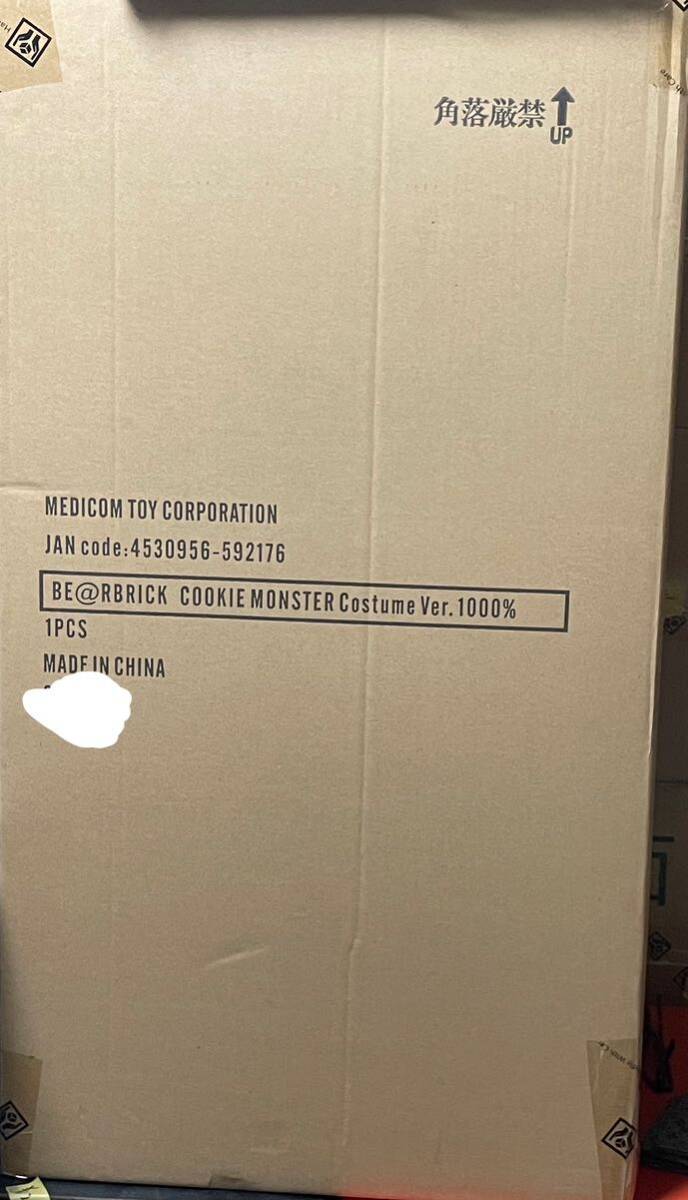 角落厳禁
UP
MEDICOM TOY CORPORATION
JAN code:4530956-592176
BE@RBRICK COOKIE MONSTER Costume Ver. 1000%
1PCS
MADE IN CHINA